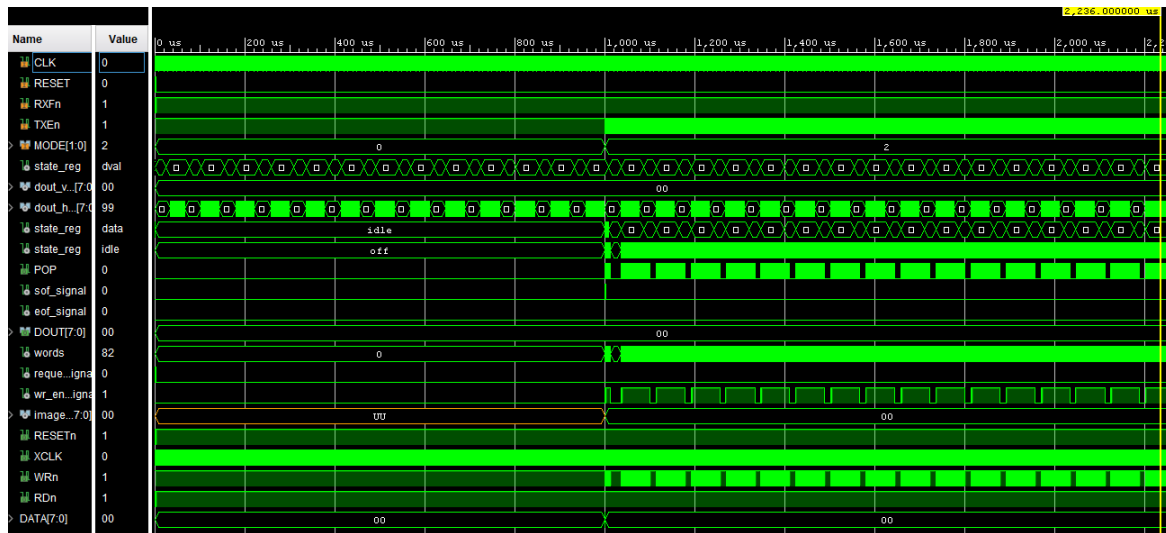 2,236.000000 us
Name Value
0 us 200 us 400 us 600 us 800 us 1,000 us 1,200 us 1,400 us 1,600 us 1,800 us 2,000 us 2,2
CLK 0
RESET 0
RXFn 1
TXEn 1
MODE[1:0] 2 0 2
state_reg dval
dout_v...[7:0 00 00
dout_h...[7:0 99
state_reg data idle
state_reg idle off
POP 0
sof_signal 0
eof_signal 0
DOUT[7:0] 00 00
words 82 0
reque...igna 0
wr_en...igna 1
image...7:0] 00 UU 00
RESETn 1
XCLK 0
WRn 1
RDn 1
DATA[7:0] 00 00 00